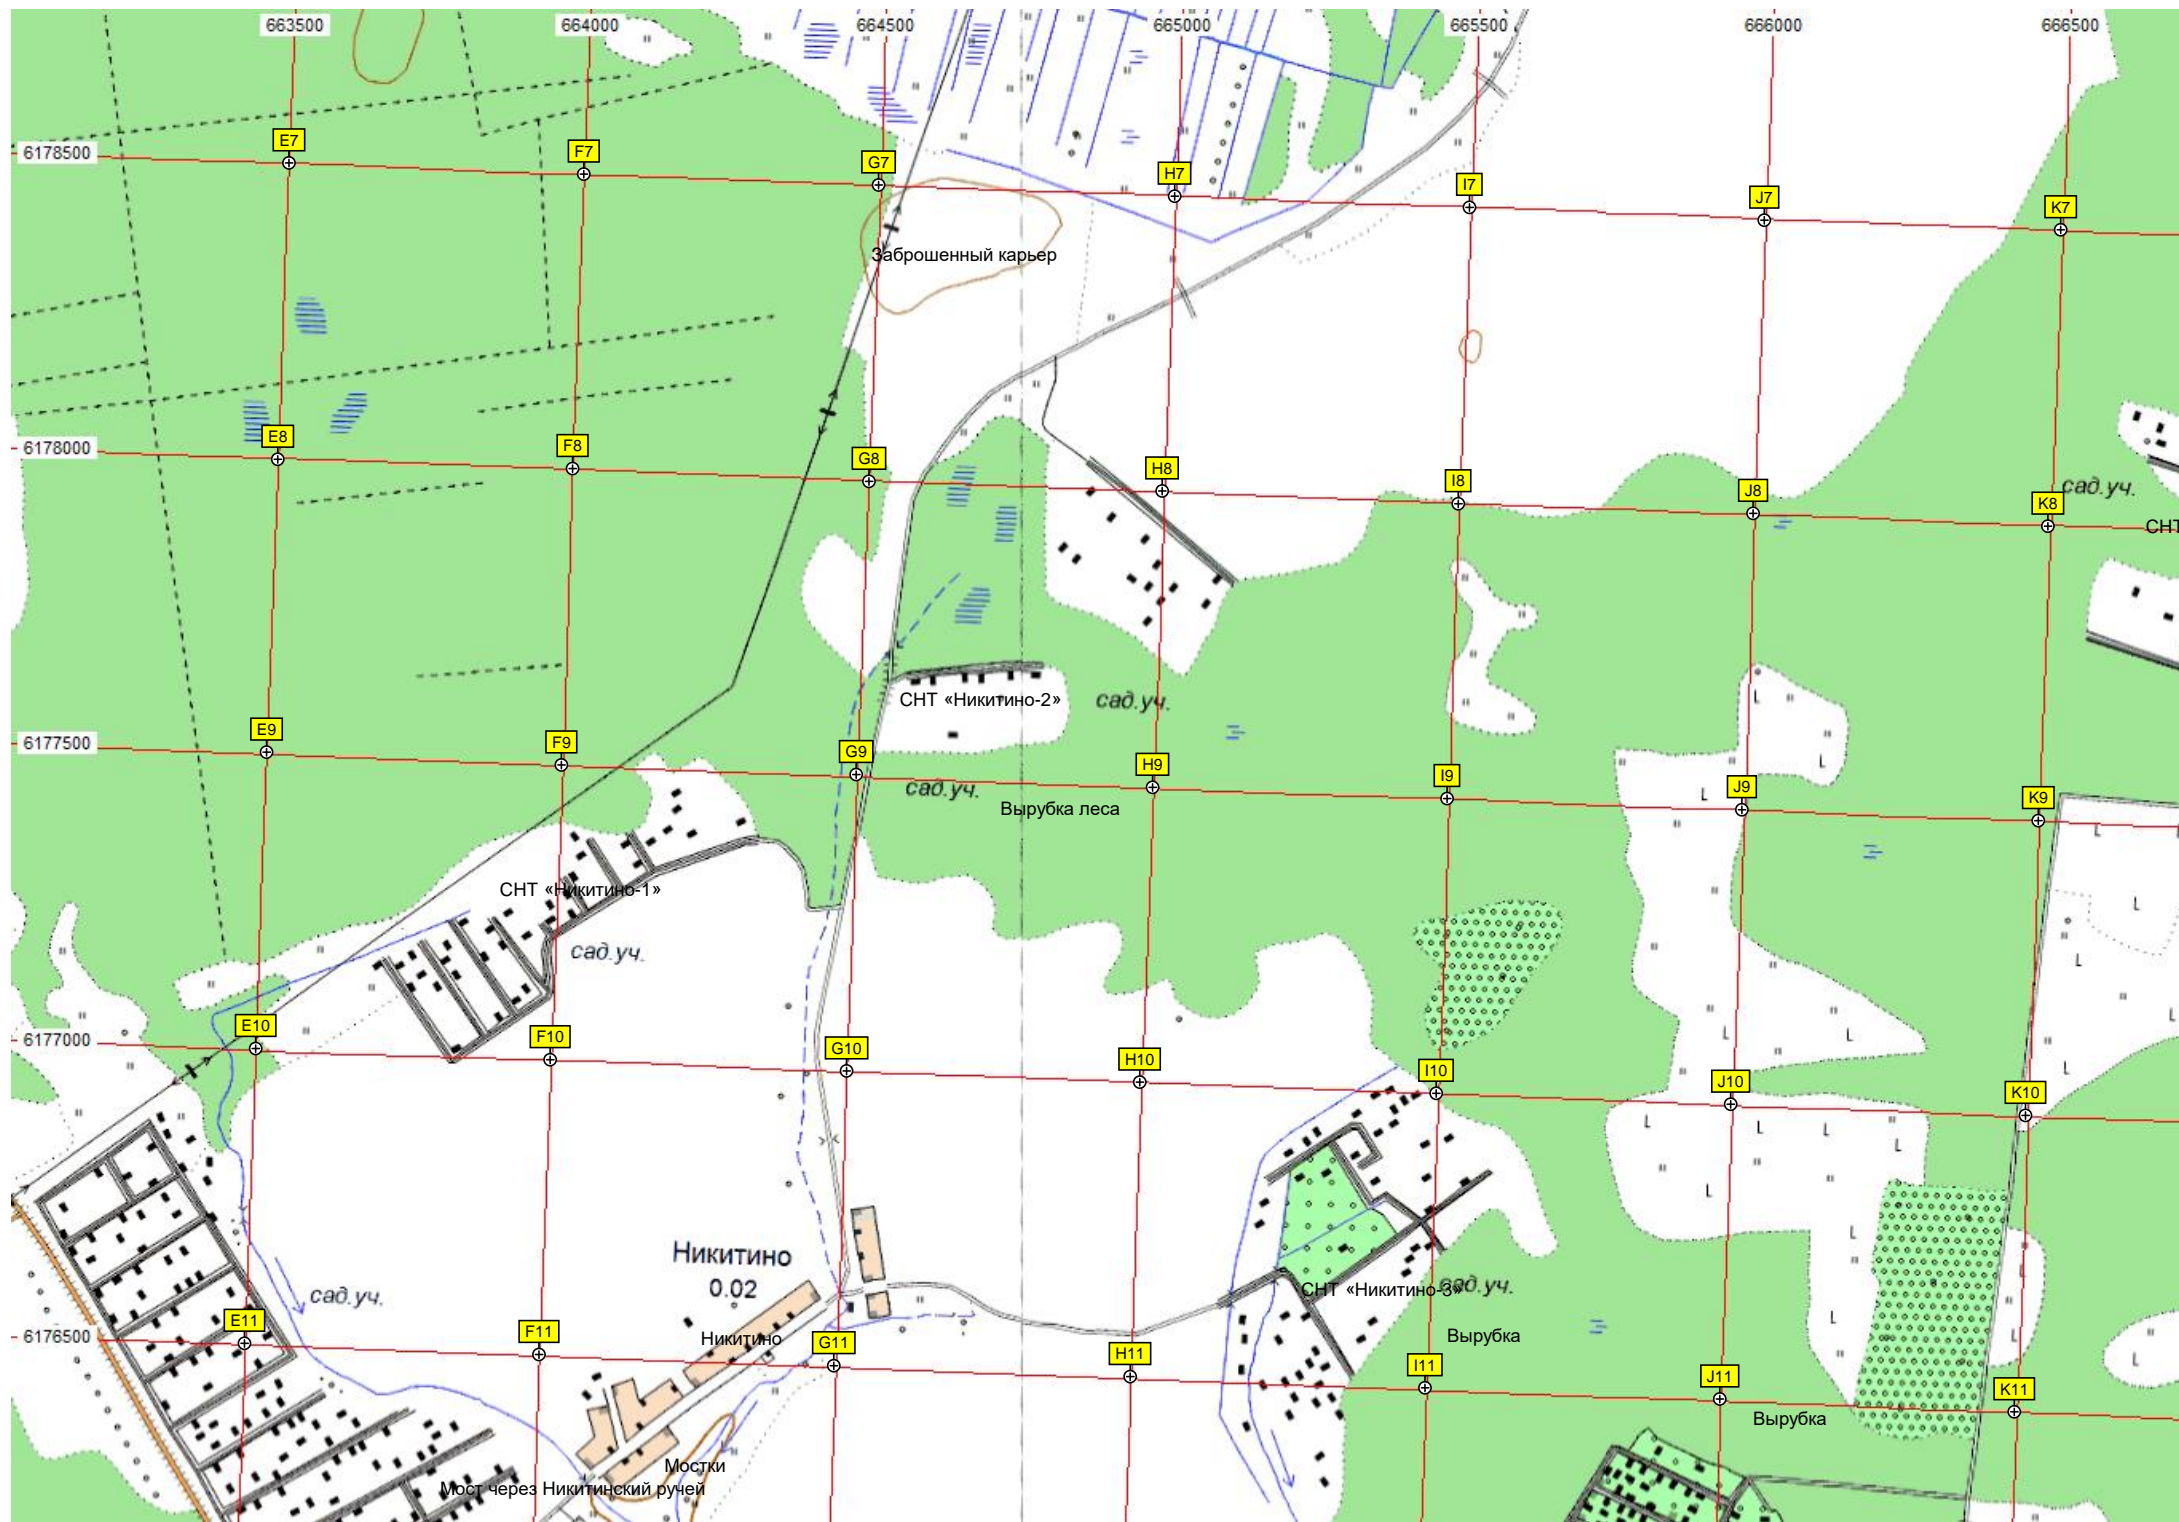 663500 664000 664500 665000 665500 666000 666500
6178500
E7 F7 G7 H7 I7 J7 K7
Заброшенный карьер
6178000
E8 F8 G8 H8 I8 J8 K8
сад.уч.
СНТ
СНТ «Никитино-2»
сад.уч.
6177500
E9 F9 G9 H9 I9 J9 K9
сад.уч.
Вырубка леса
СНТ «Никитино-1»
сад.уч.
6177000
E10 F10 G10 H10 I10 J10 K10
Никитино
0.02
сад.уч.
СНТ «Никитино-3»
сад.уч.
6176500
E11 F11 G11 H11 I11 J11 K11
Никитино
Вырубка
Вырубка
Мостки
Мост через Никитинский ручей